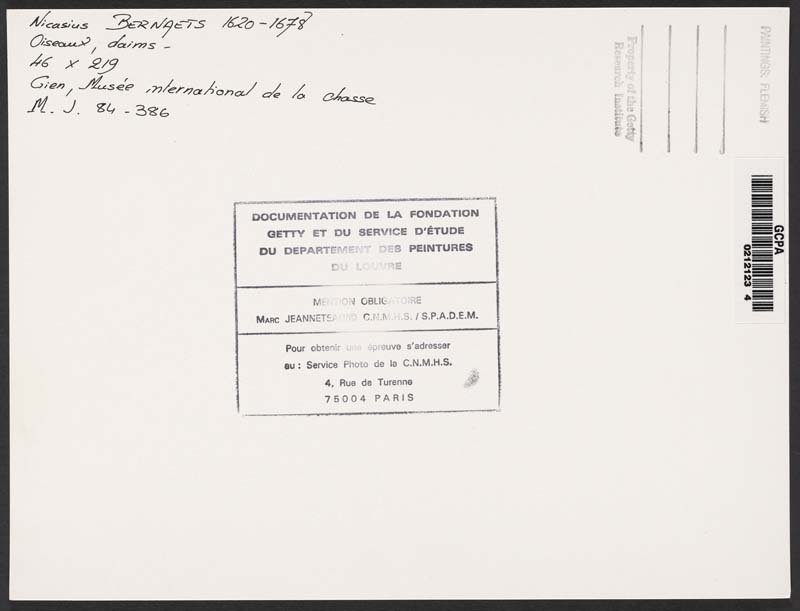 Nicasius BERNAETS 1620-1678
Oiseaux, daims -
46 x 219
Gien, Musée international de la chasse
M. J. 84-386
Property of the Getty
Research Institute
PAINTINGS: FLEMISH
GCPA
0212123 4
DOCUMENTATION DE LA FONDATION
GETTY ET DU SERVICE D'ÉTUDE
DU DEPARTEMENT DES PEINTURES
DU LOUVRE
MENTION OBLIGATOIRE
MARC C.N.M.H.S. / S.P.A.D.E.M.
Pour obtenir une épreuve s'adresser
au : Service Photo de la C.N.M.H.S.
4, Rue de Turenne
75004 PARIS